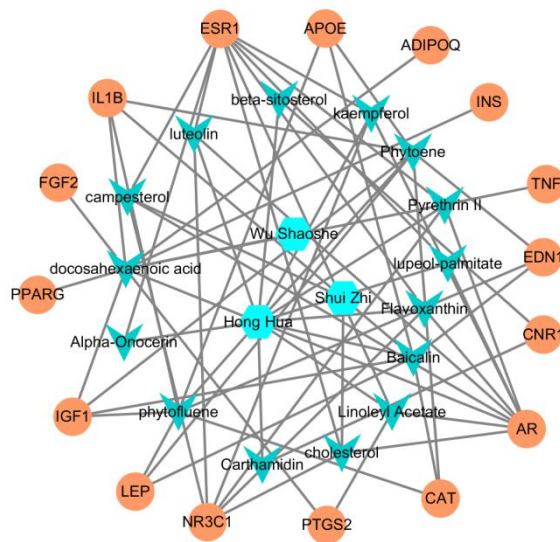 ESR1
APOE
ADIPOQ
IL1B
beta-sitosterol
kaempferol
INS
luteolin
Phytoene
FGF2
campesterol
Pyrethrin II
TNF
Wu Shaoshe
docosahexaenoic acid
lupeol-palmitate
EDN1
PPARG
Shui Zhi
Hong Hua
Flavoxanthin
Alpha-Onocerin
Baicalin
CNR1
IGF1
phytofluene
Linoleyl Acetate
AR
Carthamidin
cholesterol
LEP
CAT
NR3C1
PTGS2